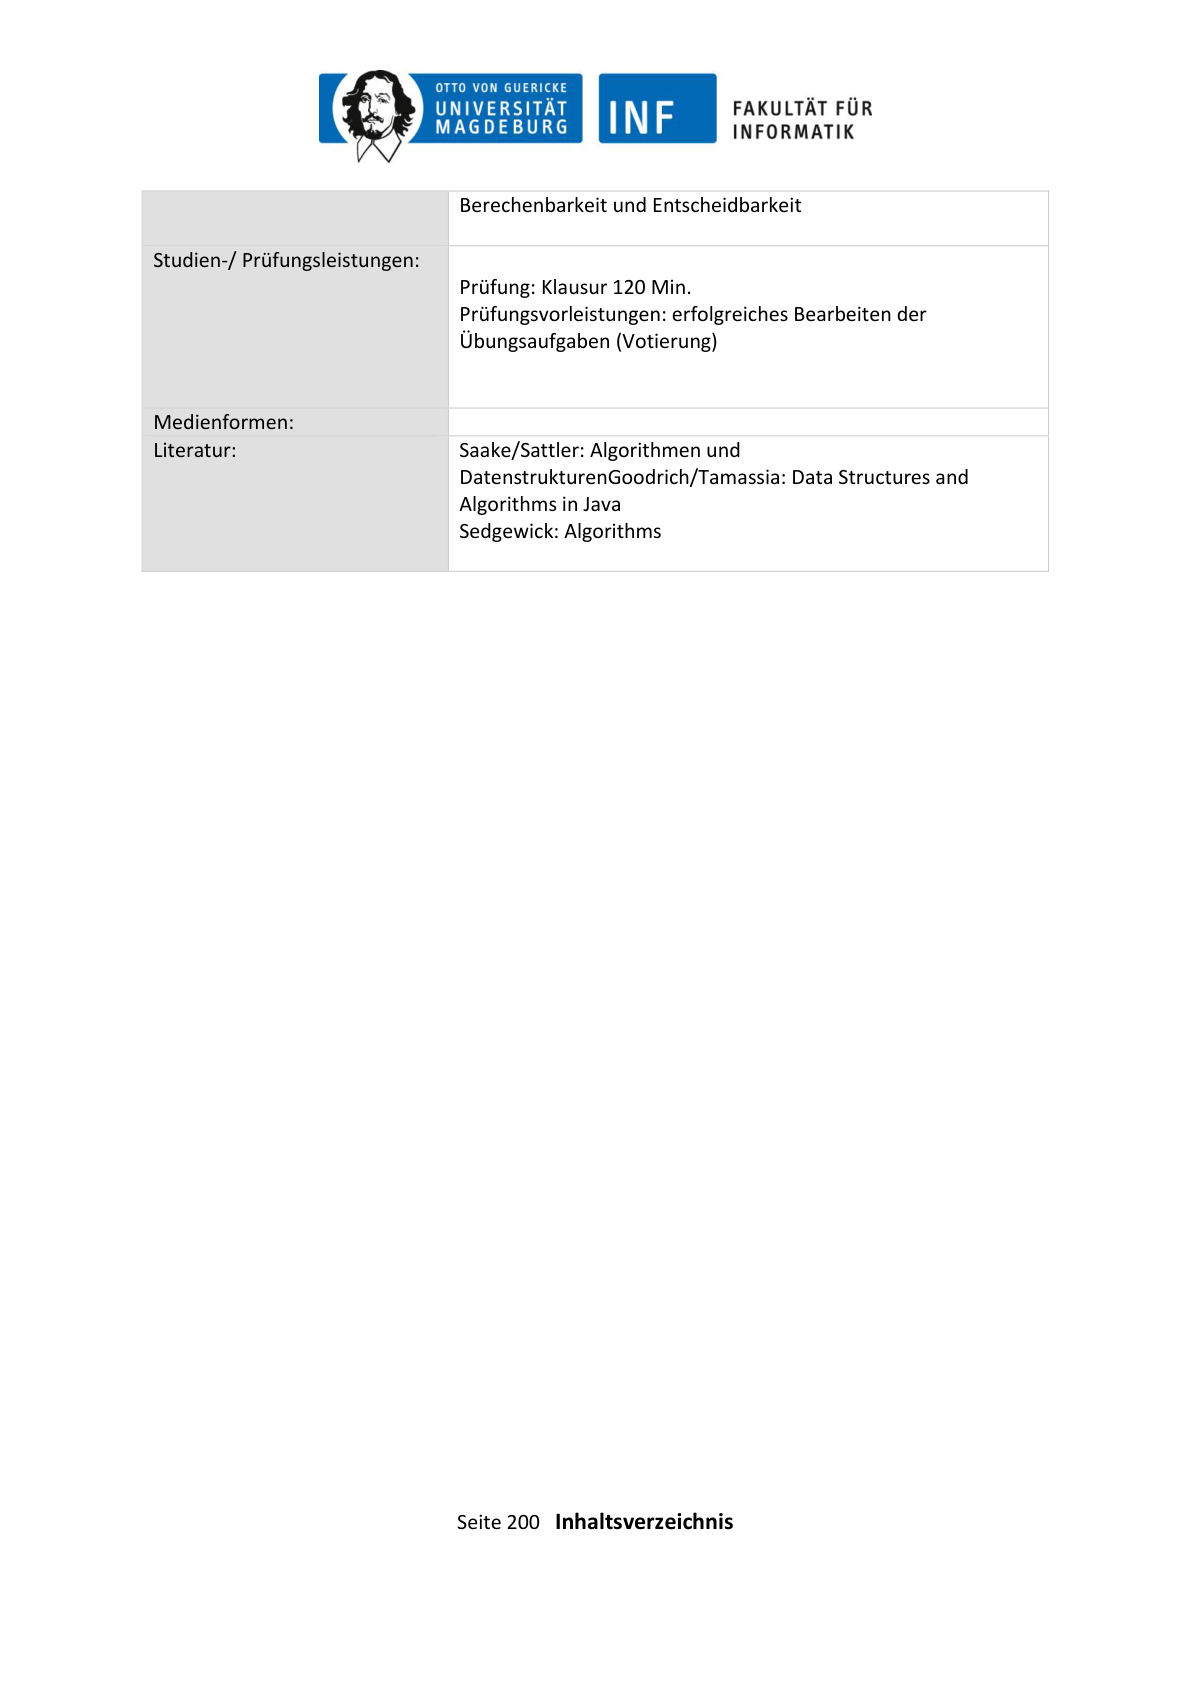 OTTO VON GUERICKE
UNIVERSITÄT
MAGDEBURG
INF
FAKULTÄT FÜR
INFORMATIK
Berechenbarkeit und Entscheidbarkeit
Studien-/ Prüfungsleistungen:
Prüfung: Klausur 120 Min.
Prüfungsvorleistungen: erfolgreiches Bearbeiten der
Übungsaufgaben (Votierung)
Medienformen:
Literatur:
Saake/Sattler: Algorithmen und
DatenstrukturenGoodrich/Tamassia: Data Structures and
Algorithms in Java
Sedgewick: Algorithms
Seite 200 Inhaltsverzeichnis